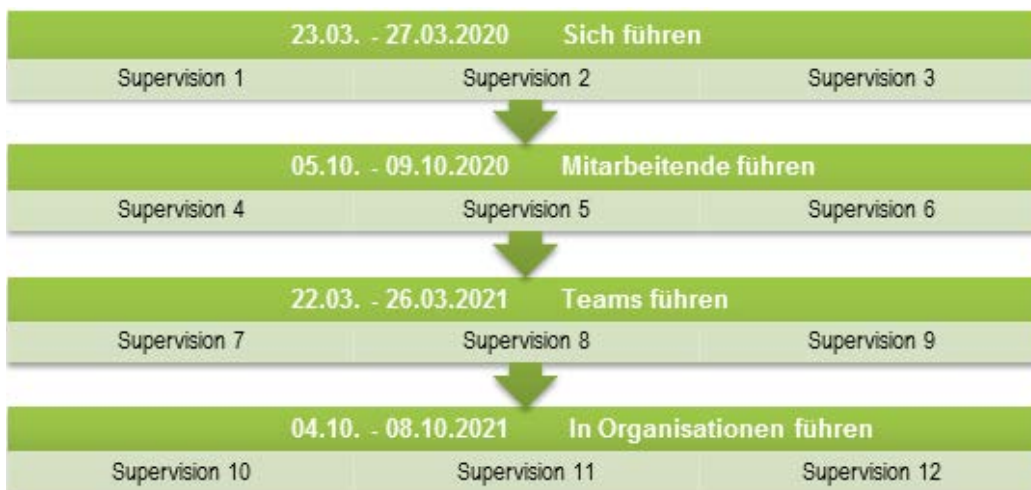 23.03. - 27.03.2020 Sich führen
Supervision 1 Supervision 2 Supervision 3
05.10. - 09.10.2020 Mitarbeitende führen
Supervision 4 Supervision 5 Supervision 6
22.03. - 26.03.2021 Teams führen
Supervision 7 Supervision 8 Supervision 9
04.10. - 08.10.2021 In Organisationen führen
Supervision 10 Supervision 11 Supervision 12